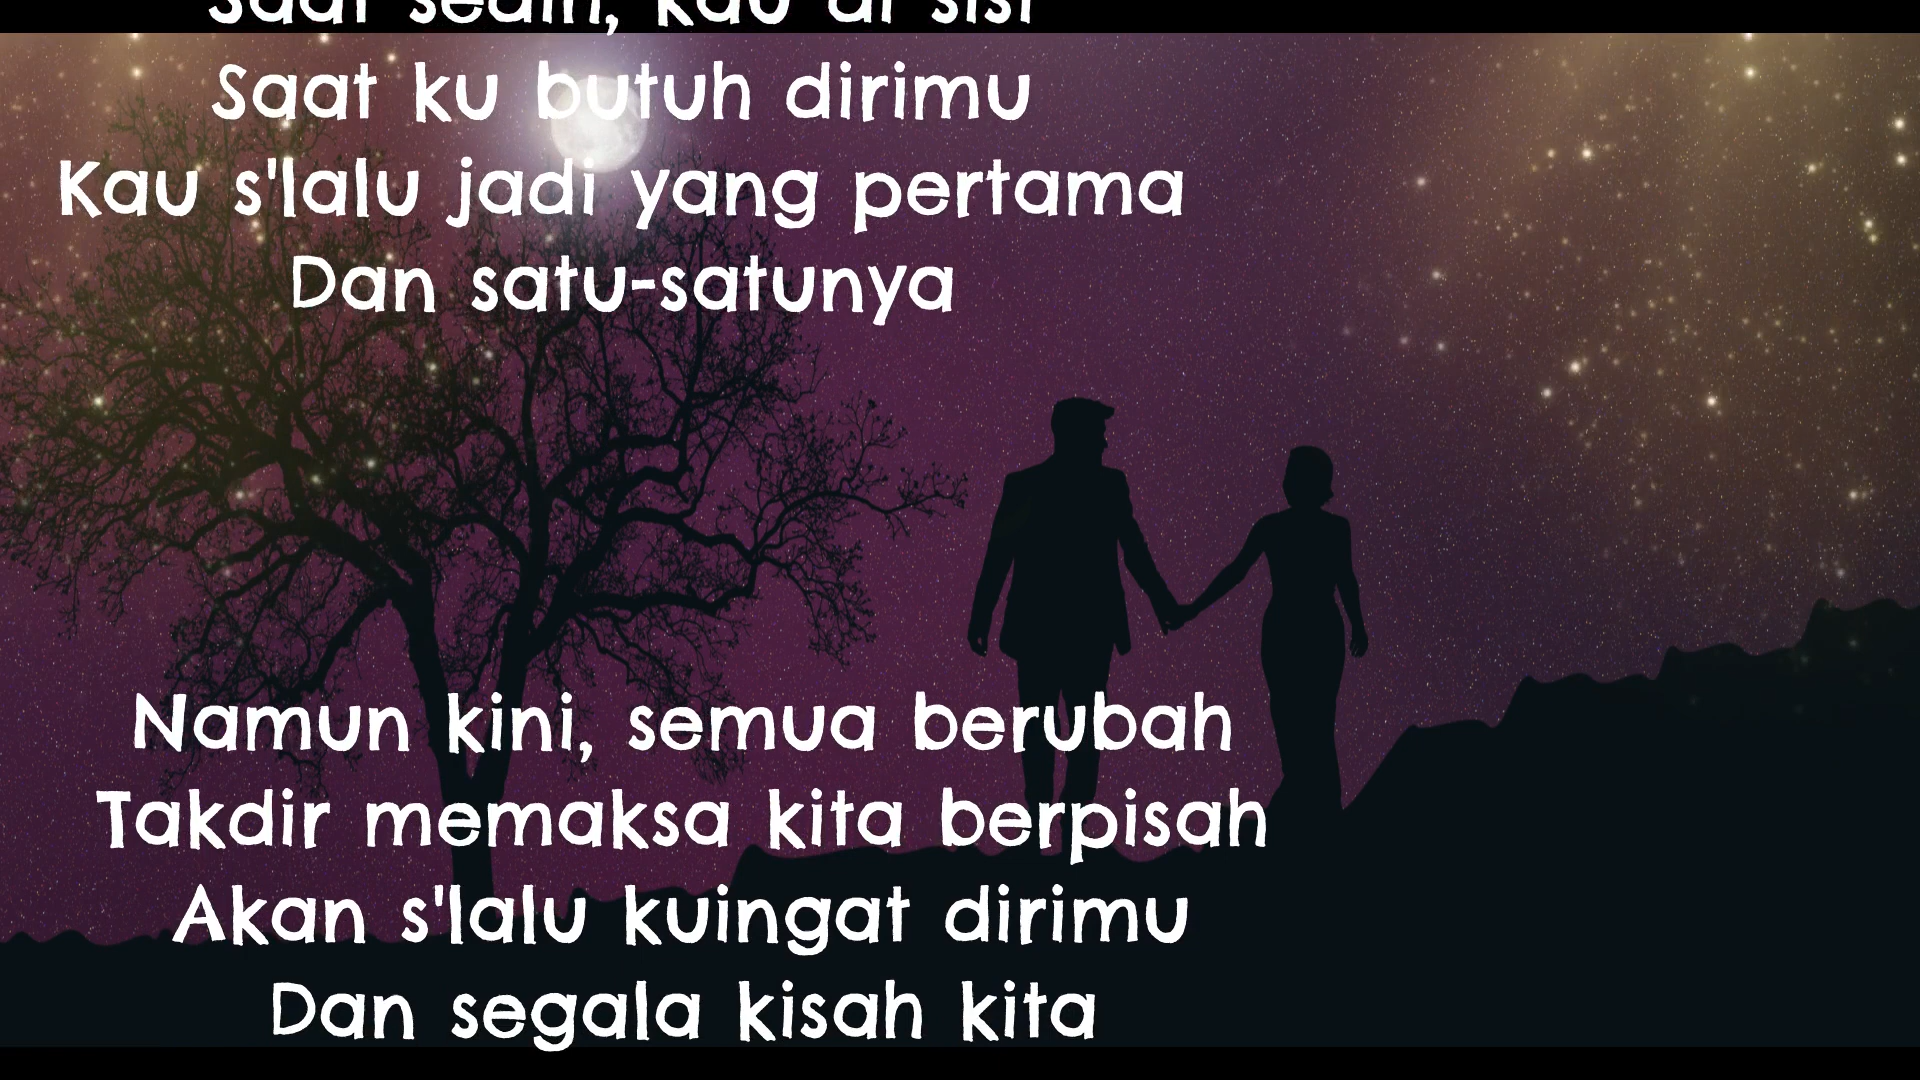 Saat sedih, kau di sisi
Saat ku butuh dirimu
Kau s'lalu jadi yang pertama
Dan satu-satunya
Namun kini, semua berubah
Takdir memaksa kita berpisah
Akan s'lalu kuingat dirimu
Dan segala kisah kita